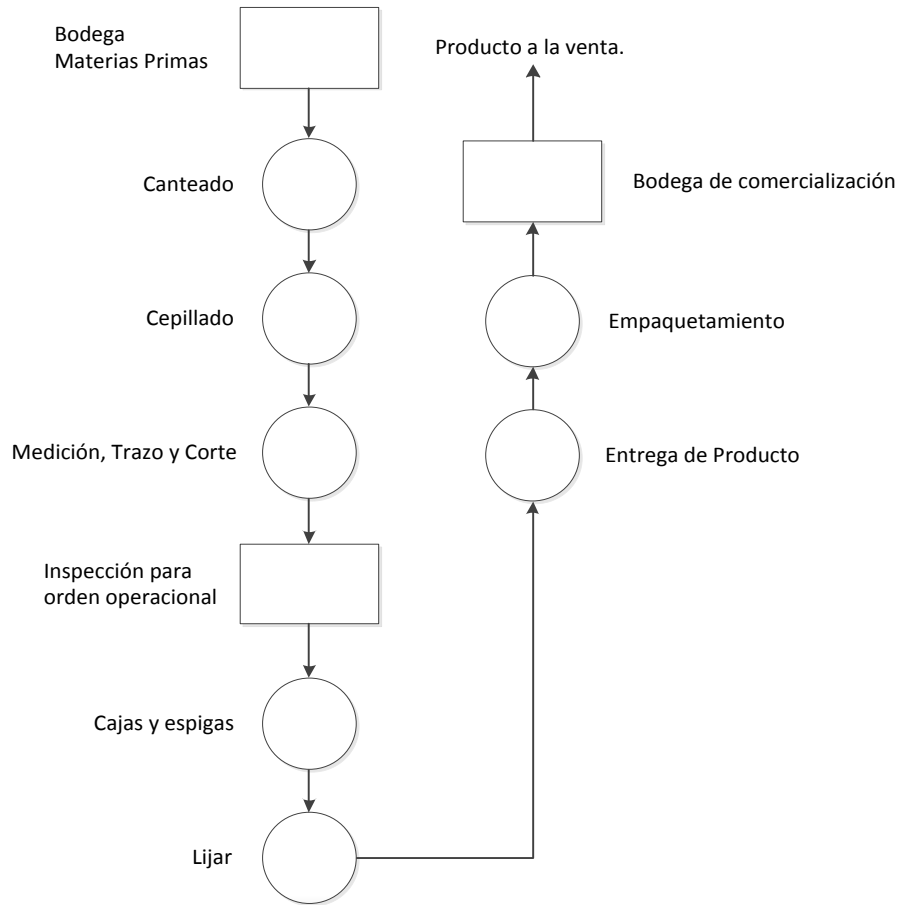 Bodega
Materias Primas
Canteado
Cepillado
Medición, Trazo y Corte
Inspección para
orden operacional
Cajas y espigas
Lijar
Entrega de Producto
Empaquetamiento
Bodega de comercialización
Producto a la venta.